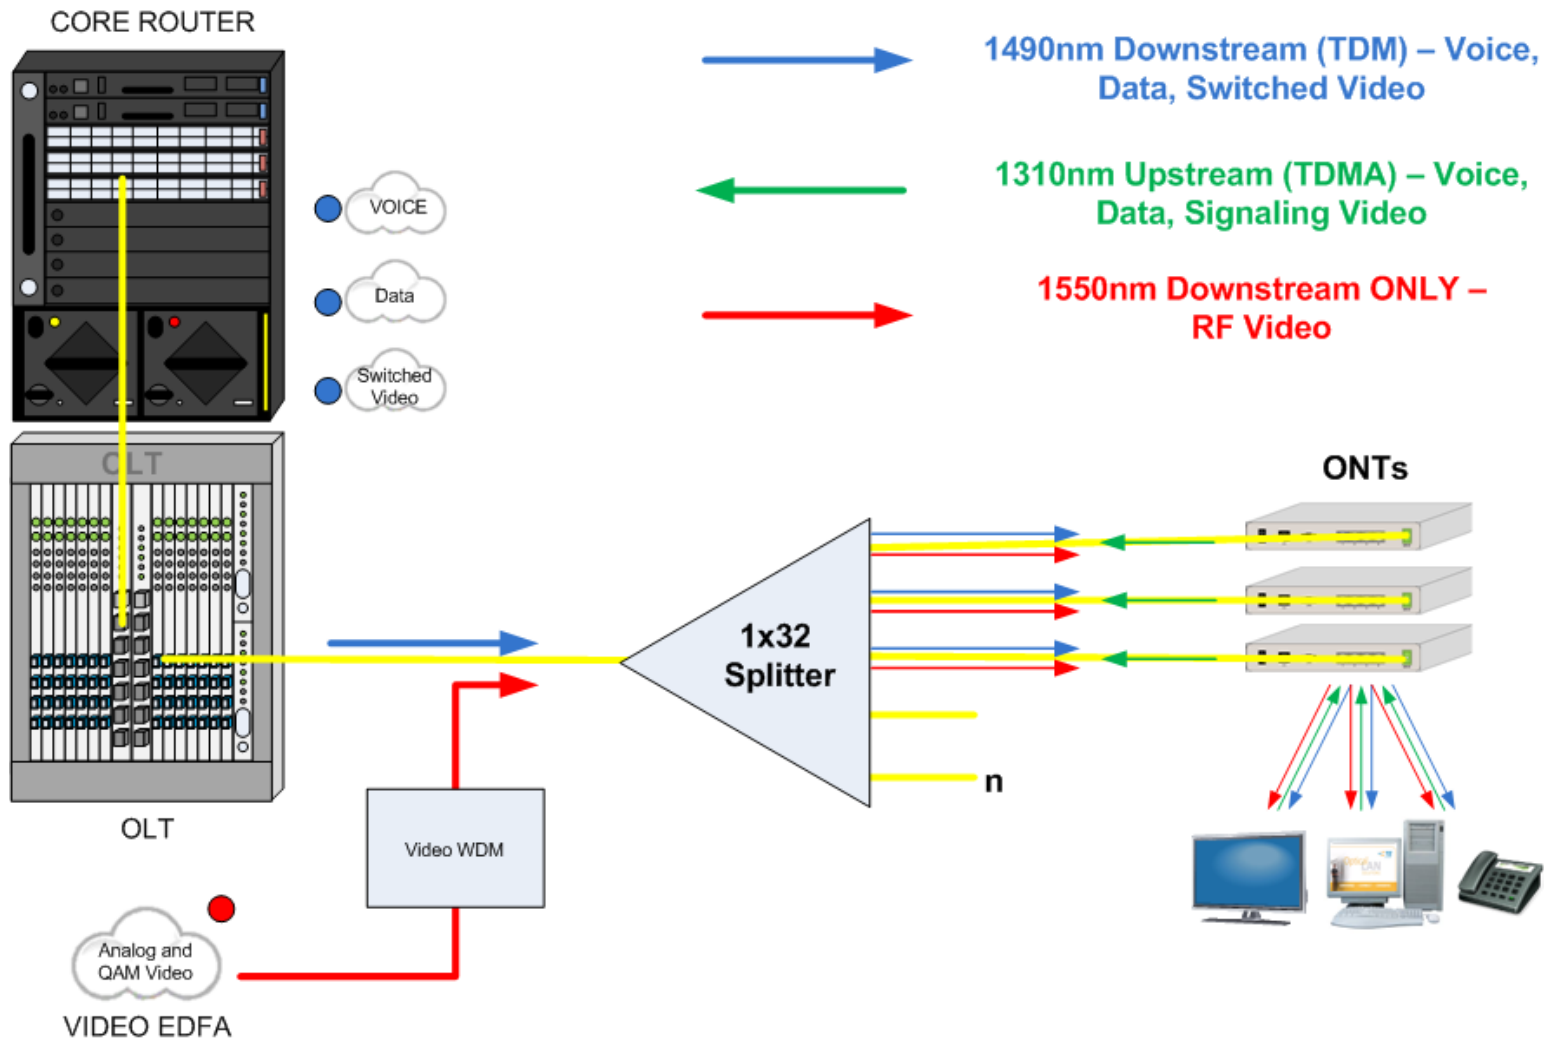 CORE ROUTER
1490nm Downstream (TDM) – Voice,
Data, Switched Video
1310nm Upstream (TDMA) – Voice,
Data, Signaling Video
1550nm Downstream ONLY –
RF Video
VOICE
Data
Switched
Video
OLT
ONTs
1x32
Splitter
n
OLT
Video WDM
Analog and
QAM Video
VIDEO EDFA